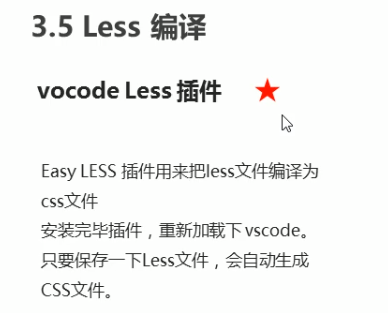 3.5 Less 编译
vocode Less 插件
Easy LESS 插件用来把less文件编译为
css文件
安装完毕插件，重新加载下 vscode。
只要保存一下Less文件，会自动生成
CSS文件。